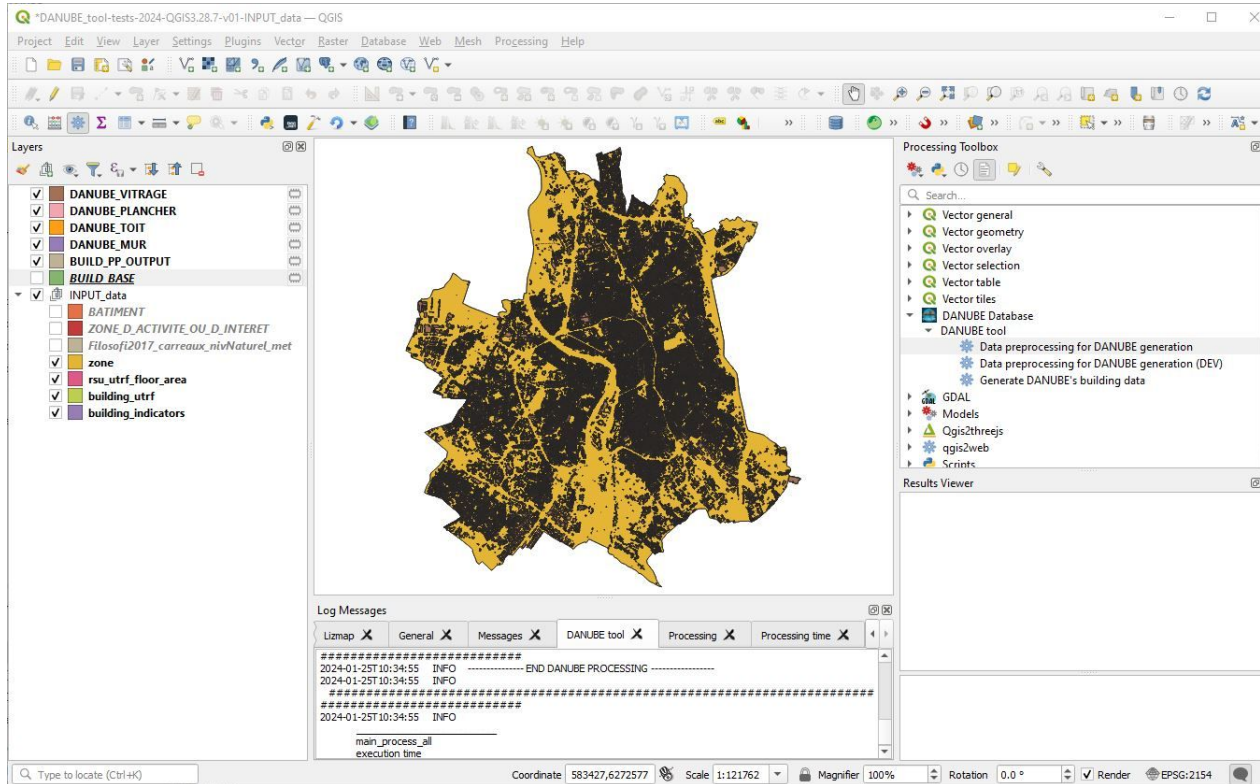 *DANUBE_tool-tests-2024-QGIS3.28.7-v01-INPUT_data — QGIS
Project Edit View Layer Settings Plugins Vector Raster Database Web Mesh Processing Help
Layers
DANUBE_VITRAGE
DANUBE_PLANCHER
DANUBE_TOIT
DANUBE_MUR
BUILD_PP_OUTPUT
BUILD_BASE
INPUT_data
BATIMENT
ZONE_D_ACTIVITE_OU_D_INTERET
Filosofi2017_carreaux_nivNaturel_met
zone
rsu_utrf_floor_area
building_utrf
building_indicators
Log Messages
Lizmap General Messages DANUBE tool Processing Processing time
############################
2024-01-25T10:34:55 INFO --------------- END DANUBE PROCESSING -----------------
2024-01-25T10:34:55 INFO
############################################################################
############################
2024-01-25T10:34:55 INFO
main_process_all
execution time
Processing Toolbox
Search...
Vector general
Vector geometry
Vector overlay
Vector selection
Vector table
Vector tiles
DANUBE Database
DANUBE tool
Data preprocessing for DANUBE generation
Data preprocessing for DANUBE generation (DEV)
Generate DANUBE's building data
GDAL
Models
Qgis2threejs
qgis2web
Scripts
Results Viewer
Type to locate (Ctrl+K)
Coordinate 583427,6272577 Scale 1:121762 Magnifier 100% Rotation 0.0 ° Render EPSG:2154